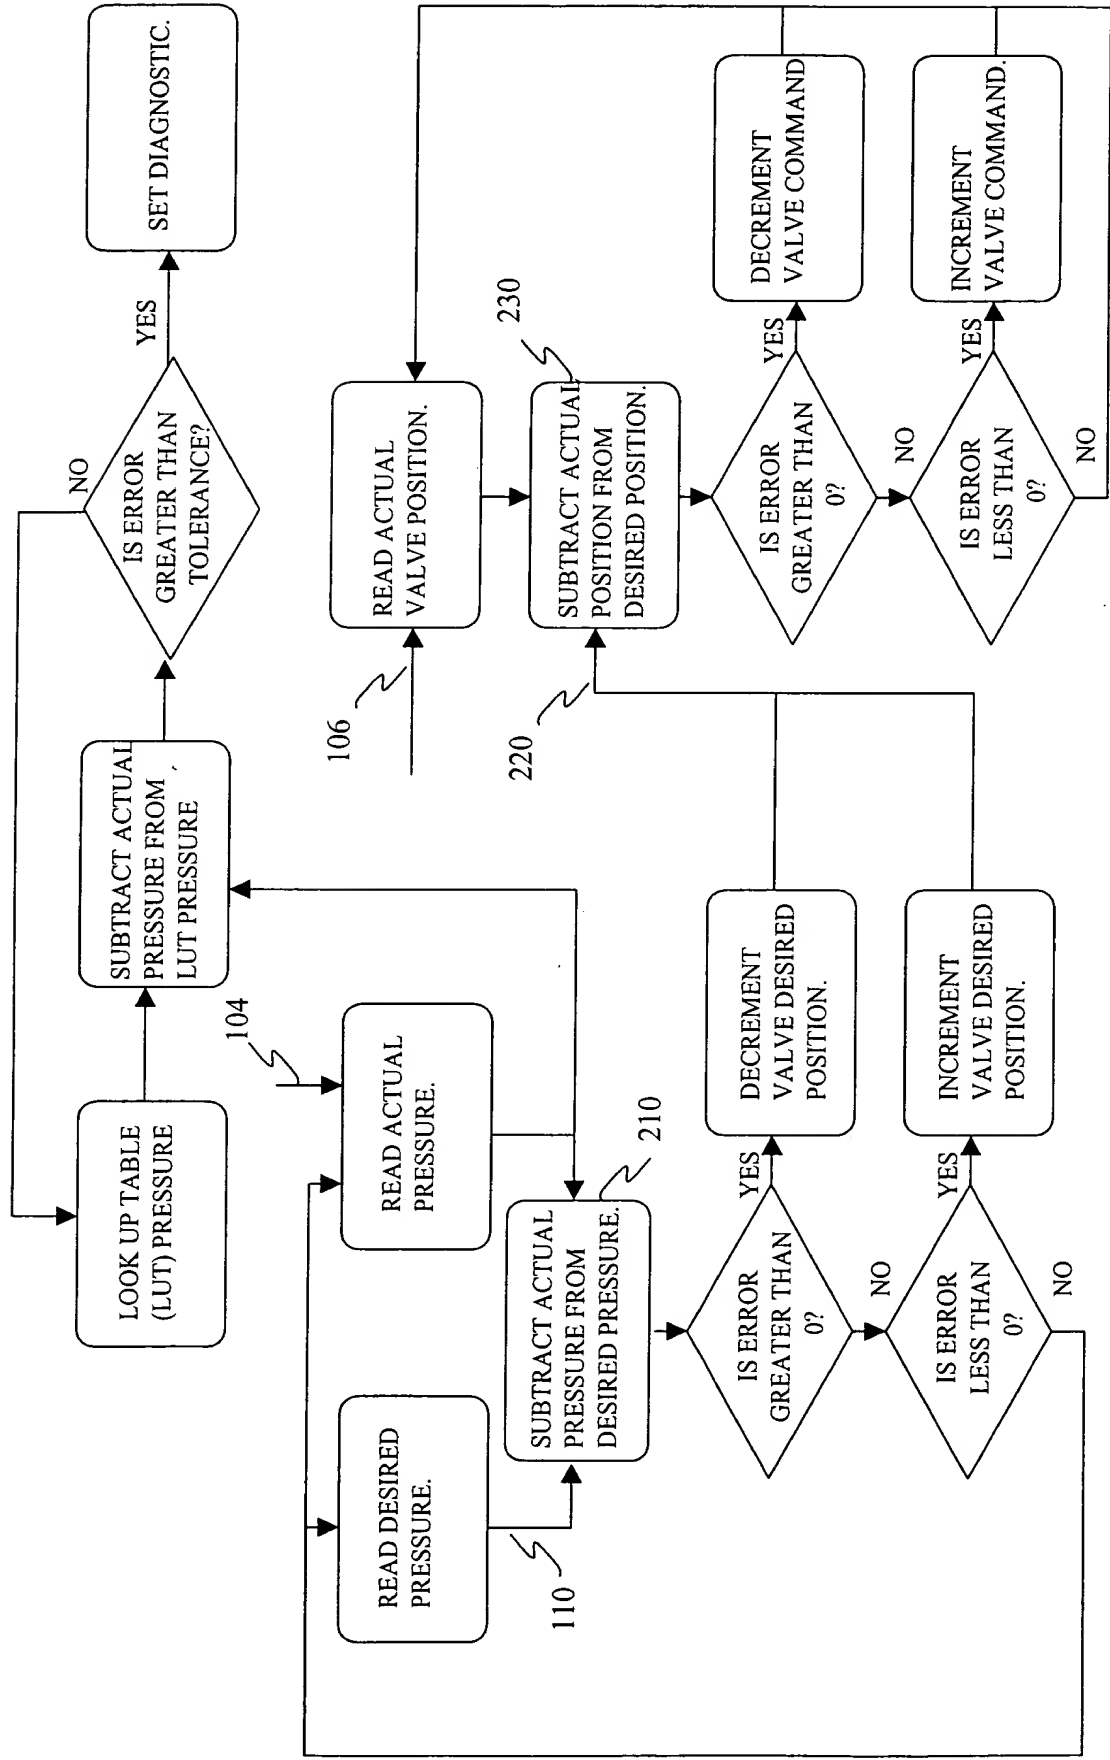 LOOK UP TABLE
(LUT) PRESSURE
SUBTRACT ACTUAL
PRESSURE FROM
LUT PRESSURE
IS ERROR
GREATER THAN
TOLERANCE?
NO
YES
SET DIAGNOSTIC.
READ DESIRED
PRESSURE.
110
READ ACTUAL
PRESSURE.
104
SUBTRACT ACTUAL
PRESSURE FROM
DESIRED PRESSURE.
210
IS ERROR
GREATER THAN
0?
YES
NO
DECREMENT
VALVE DESIRED
POSITION.
IS ERROR
LESS THAN
0?
YES
NO
INCREMENT
VALVE DESIRED
POSITION.
106
READ ACTUAL
VALVE POSITION.
220
SUBTRACT ACTUAL
POSITION FROM
DESIRED POSITION.
230
IS ERROR
GREATER THAN
0?
YES
NO
DECREMENT
VALVE COMMAND
IS ERROR
LESS THAN
0?
YES
NO
INCREMENT
VALVE COMMAND.